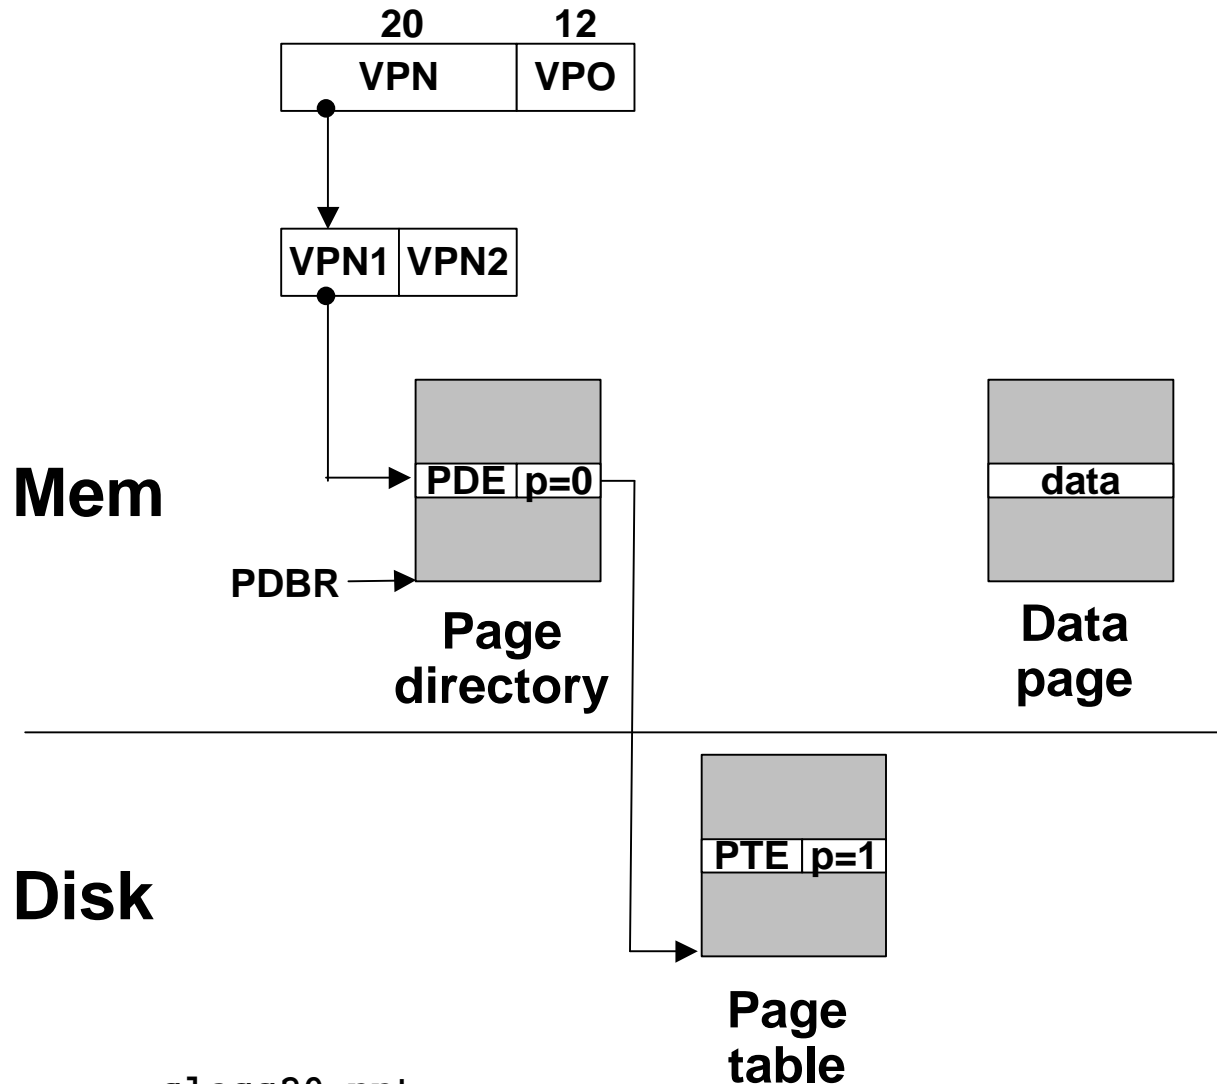 20 12
VPN VPO
VPN1 VPN2
Mem
PDE p=0
data
PDBR
Page
directory
Data
page
Disk
PTE p=1
Page
table